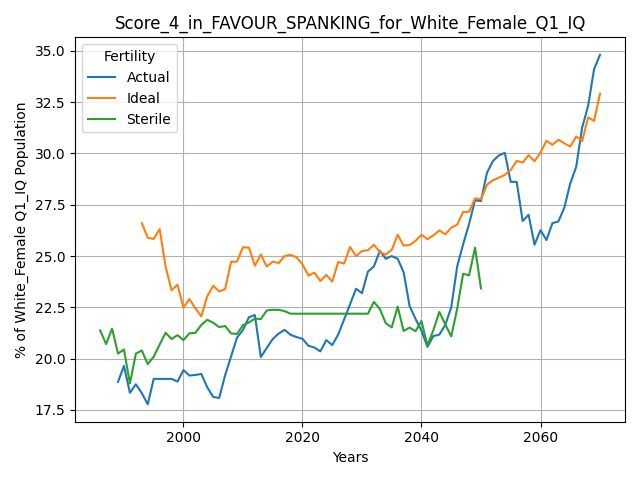 Score_4_in_FAVOUR_SPANKING_for_White_Female_Q1_IQ
Fertility
Actual
Ideal
Sterile
% of White_Female Q1_IQ Population
35.0
32.5
30.0
27.5
25.0
22.5
20.0
17.5
2000
2020
2040
2060
Years